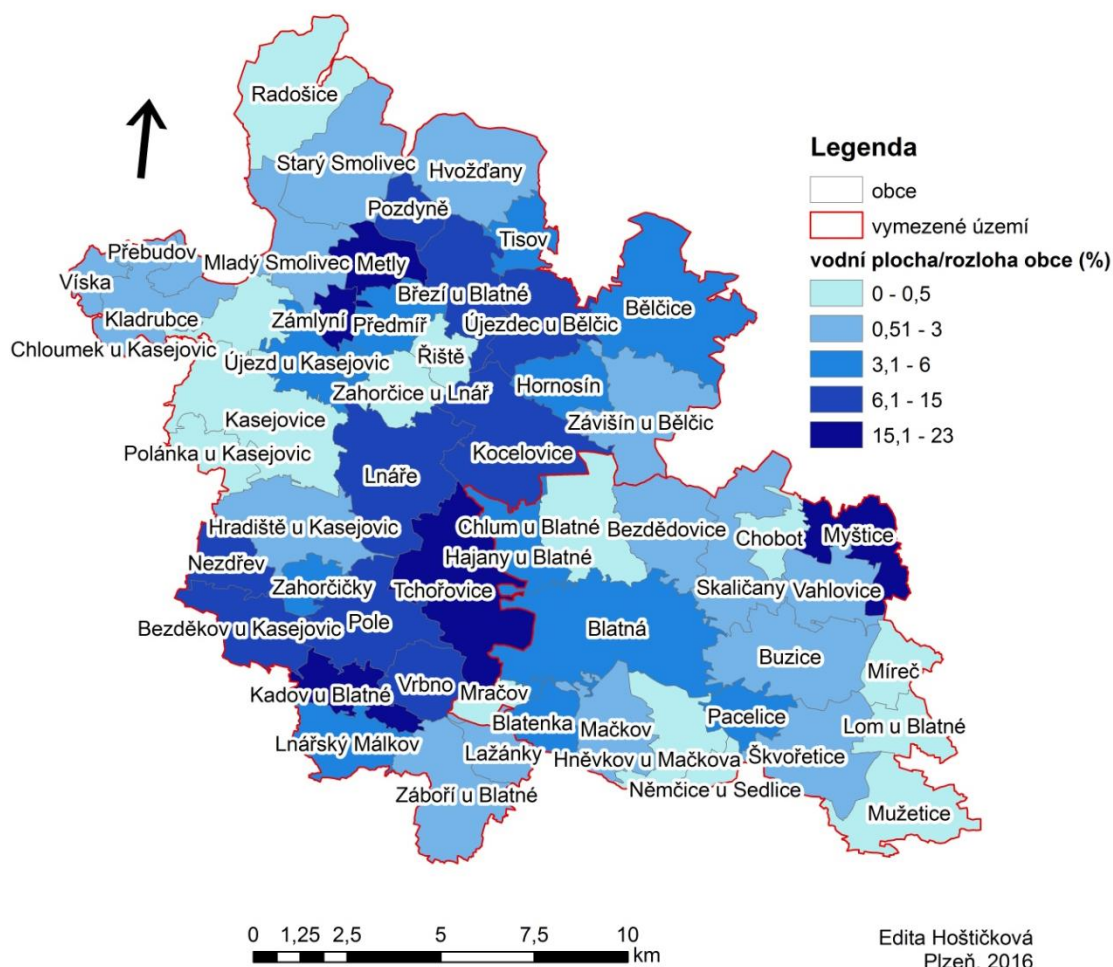 Radošice
Starý Smolivec
Hvožďany
Pozdyně
Tisov
Přebudov
Mladý Smolivec
Metly
Víska
Březí u Blatné
Bělčice
Kladrubce
Zámlyní
Předmíř
Újezdec u Bělčic
Chloumek u Kasejovic
Řiště
Újezd u Kasejovic
Hornosín
Zahorčice u Lnář
Kasejovice
Závišín u Bělčic
Polánka u Kasejovic
Kocelovice
Lnáře
Hradiště u Kasejovic
Chlum u Blatné
Bezdědovice
Chobot
Myštice
Nezdřev
Hajany u Blatné
Zahorčičky
Tchořovice
Skaličany
Vahlovice
Bezděkov u Kasejovic
Pole
Blatná
Buzice
Míreč
Kadov u Blatné
Vrbno
Mračov
Blatenka
Mačkov
Pacelice
Lom u Blatné
Lnářský Málkov
Lažánky
Hněvkov u Mačkova
Škvořetice
Záboří u Blatné
Němčice u Sedlice
Mužetice
Legenda
obce
vymezené území
vodní plocha/rozloha obce (%)
0 - 0,5
0,51 - 3
3,1 - 6
6,1 - 15
15,1 - 23
0 1,25 2,5 5 7,5 10
km
Edita Hoštičková
Plzeň, 2016